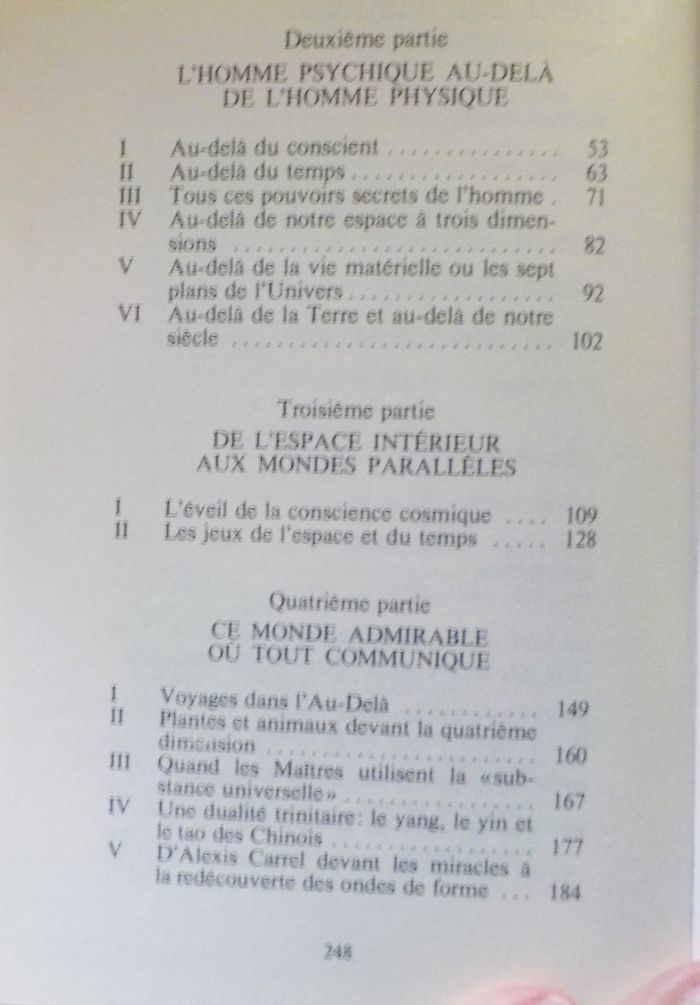 Deuxième partie
L'HOMME PSYCHIQUE AU-DELÀ
DE L'HOMME PHYSIQUE
I Au-delà du conscient ............... 53
II Au-delà du temps.................. 63
III Tous ces pouvoirs secrets de l'homme . 71
IV Au-delà de notre espace à trois dimen-
sions ............................ 82
V Au-delà de la vie matérielle ou les sept
plans de l'Univers.................. 92
VI Au-delà de la Terre et au-delà de notre
siècle ............................ 102
Troisième partie
DE L'ESPACE INTÉRIEUR
AUX MONDES PARALLÈLES
I L'éveil de la conscience cosmique .... 109
II Les jeux de l'espace et du temps ..... 128
Quatrième partie
CE MONDE ADMIRABLE
OÙ TOUT COMMUNIQUE
I Voyages dans l'Au-Delà ............ 149
II Plantes et animaux devant la quatrième
dimension ........................ 160
III Quand les Maîtres utilisent la «sub-
stance universelle» ................. 167
IV Une dualité trinitaire: le yang, le yin et
le tao des Chinois .................. 177
V D'Alexis Carrel devant les miracles à
la redécouverte des ondes de forme ... 184
248